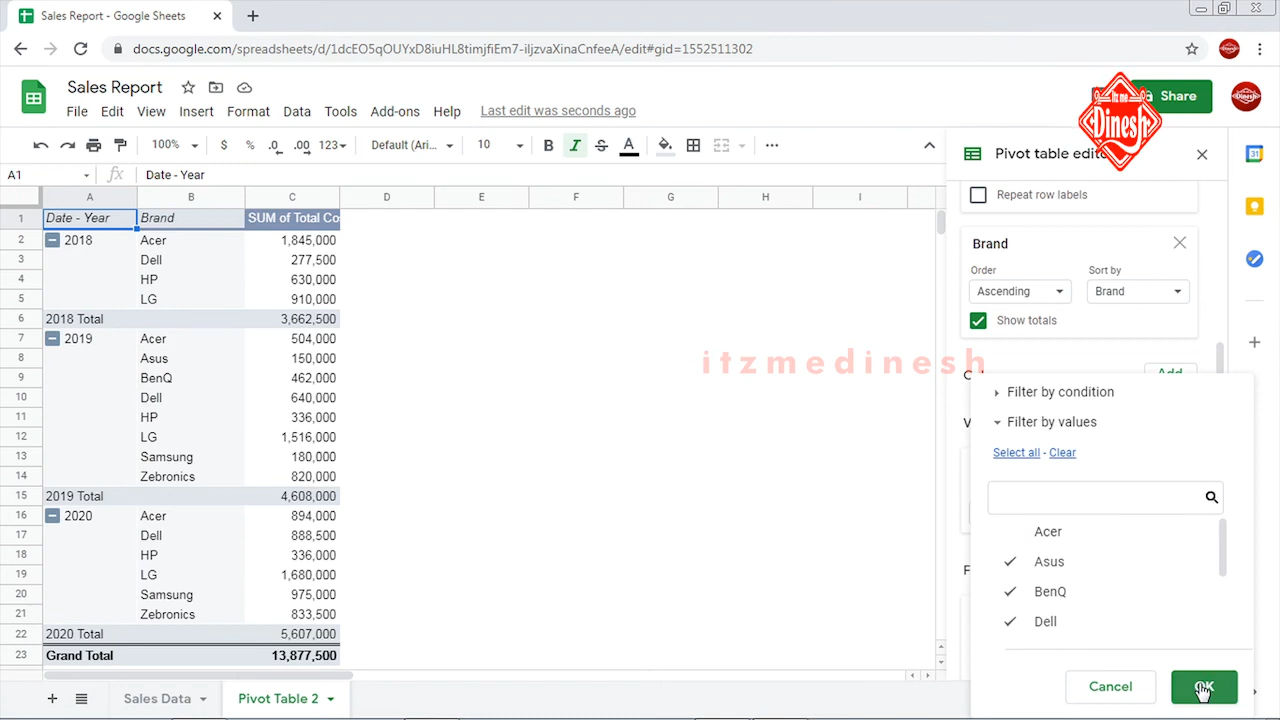 Sales Report - Google Sheets
docs.google.com/spreadsheets/d/1dcEO5qOUYxD8iuHL8timjfiEm7-iljzvaXinaCnfeeA/edit#gid=1552511302
Sales Report
File Edit View Insert Format Data Tools Add-ons Help Last edit was seconds ago
Itz me
Dinesh
Share
Dinesh
100% $ % .0 .00 123 Default (Ari... 10 B I S A
Pivot table edito
31
A1 fx Date - Year
A B C D E F G H I
1 Date - Year Brand SUM of Total Co
2 2018 Acer 1,845,000
3 Dell 277,500
4 HP 630,000
5 LG 910,000
6 2018 Total 3,662,500
7 2019 Acer 504,000
8 Asus 150,000
9 BenQ 462,000
10 Dell 640,000
11 HP 336,000
12 LG 1,516,000
13 Samsung 180,000
14 Zebronics 820,000
15 2019 Total 4,608,000
16 2020 Acer 894,000
17 Dell 888,500
18 HP 336,000
19 LG 1,680,000
20 Samsung 975,000
21 Zebronics 833,500
22 2020 Total 5,607,000
23 Grand Total 13,877,500
Repeat row labels
Brand
Order Sort by
Ascending Brand
Show totals
itzmedinesh
Add
Filter by condition
Filter by values
Select all - Clear
Acer
Asus
BenQ
Dell
Cancel OK
Sales Data Pivot Table 2